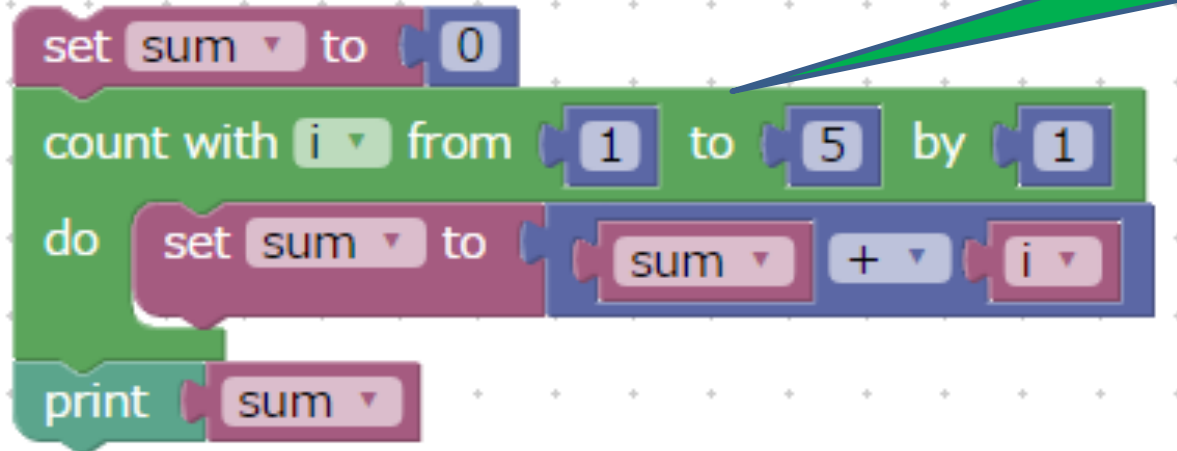 set sum to 0
count with i from 1 to 5 by 1
do set sum to sum + i
print sum